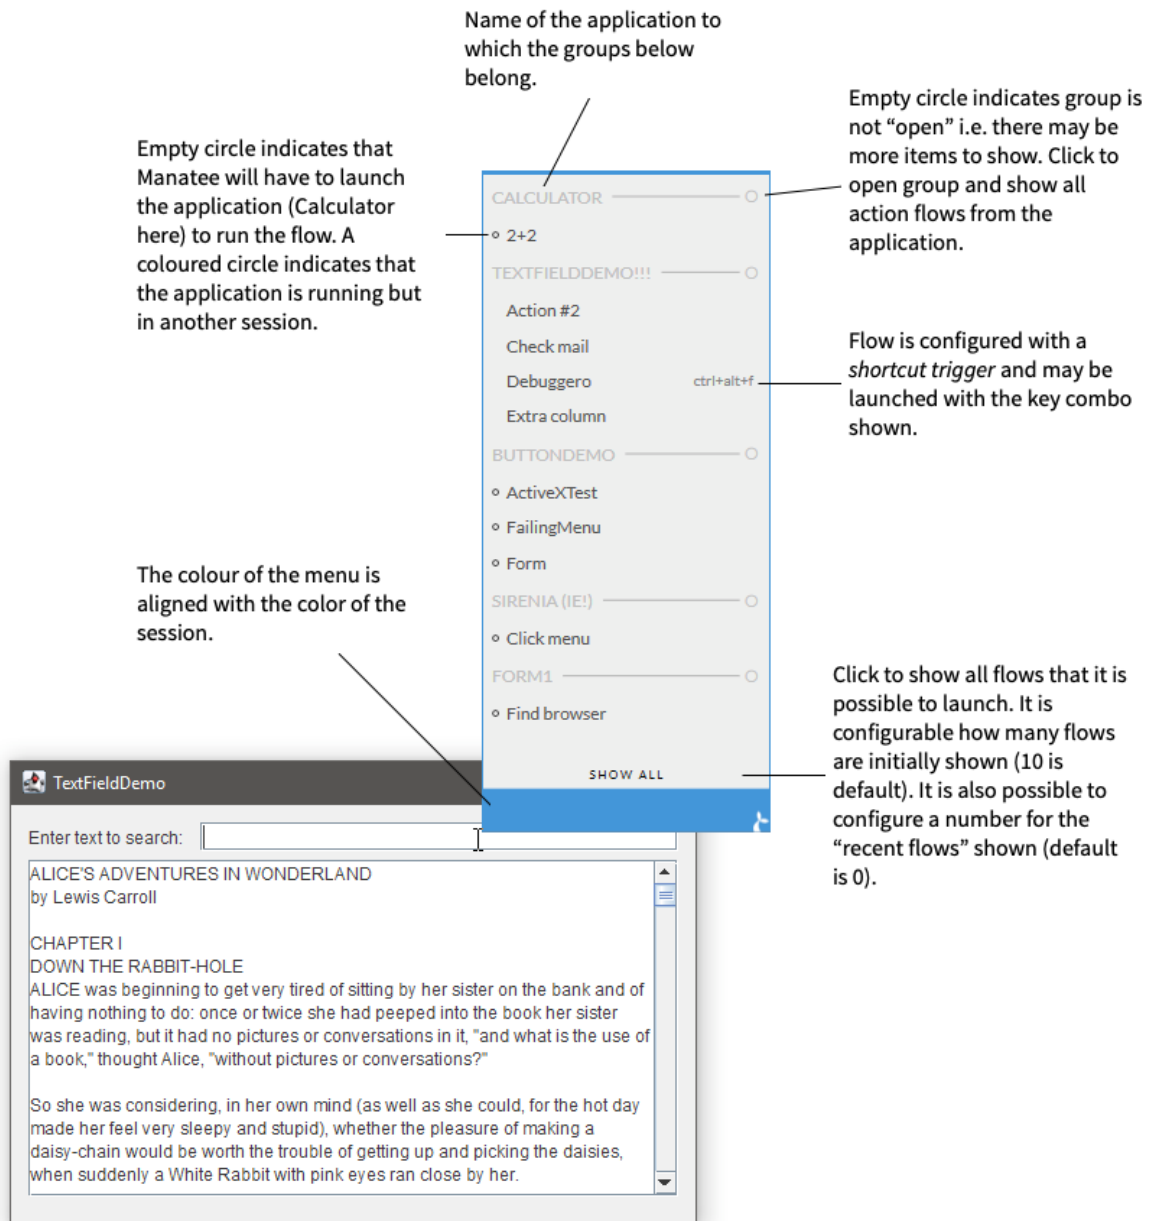 Name of the application to
which the groups below
belong.
Empty circle indicates group is
not “open” i.e. there may be
more items to show. Click to
open group and show all
action flows from the
application.
Empty circle indicates that
Manatee will have to launch
the application (Calculator
here) to run the flow. A
coloured circle indicates that
the application is running but
in another session.
CALCULATOR
2+2
TEXTFIELDDEMO!!!
Action #2
Check mail
Debuggero ctrl+alt+f
Extra column
BUTTONDEMO
ActiveXTest
FailingMenu
Form
SIRENIA (IE!)
Click menu
FORM1
Find browser
SHOW ALL
Flow is configured with a
shortcut trigger and may be
launched with the key combo
shown.
The colour of the menu is
aligned with the color of the
session.
Click to show all flows that it is
possible to launch. It is
configurable how many flows
are initially shown (10 is
default). It is also possible to
configure a number for the
“recent flows” shown (default
is 0).
TextFieldDemo
Enter text to search:
ALICE'S ADVENTURES IN WONDERLAND
by Lewis Carroll
CHAPTER I
DOWN THE RABBIT-HOLE
ALICE was beginning to get very tired of sitting by her sister on the bank and of
having nothing to do: once or twice she had peeped into the book her sister
was reading, but it had no pictures or conversations in it, "and what is the use of
a book," thought Alice, "without pictures or conversations?"
So she was considering, in her own mind (as well as she could, for the hot day
made her feel very sleepy and stupid), whether the pleasure of making a
daisy-chain would be worth the trouble of getting up and picking the daisies,
when suddenly a White Rabbit with pink eyes ran close by her.